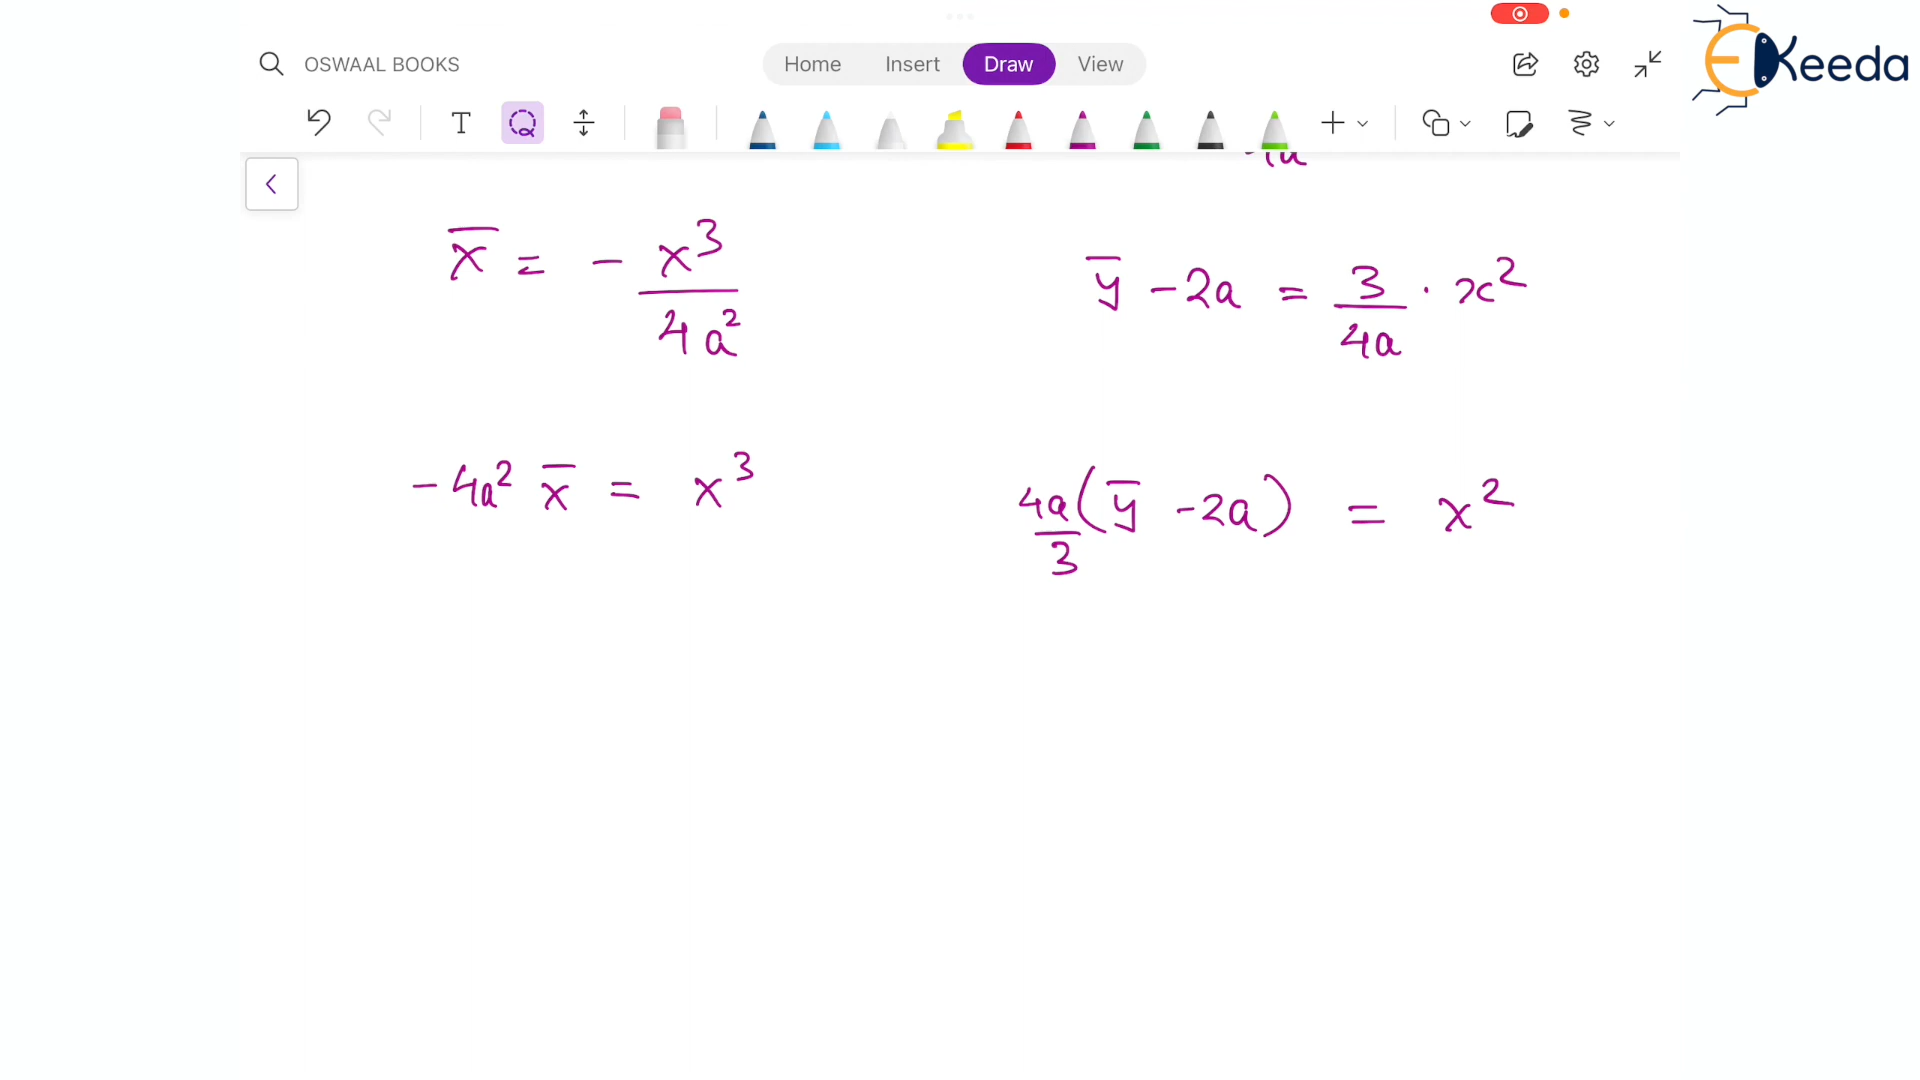 Keeda
OSWAAL BOOKS
Home Insert Draw View
T
x̄ = - x³/4a²
ȳ - 2a = 3/4a · x²
-4a² x̄ = x³
4a/3 (ȳ - 2a) = x²